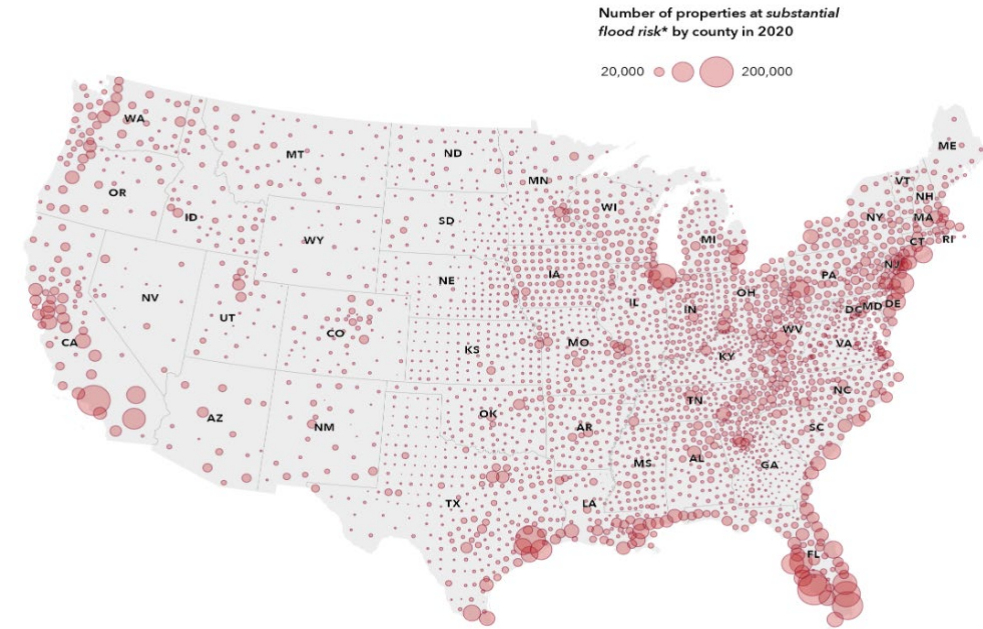 Number of properties at substantial
flood risk* by county in 2020
20,000 200,000
WA
MT
ND
MN
ME
OR
ID
WY
SD
WI
MI
VT
NH
NY
MA
CT
RI
NV
UT
CO
NE
IA
IL
IN
OH
PA
NJ
CA
KS
MO
KY
WV
DC
MD
DE
VA
AZ
NM
OK
AR
TN
NC
SC
TX
LA
MS
AL
GA
FL